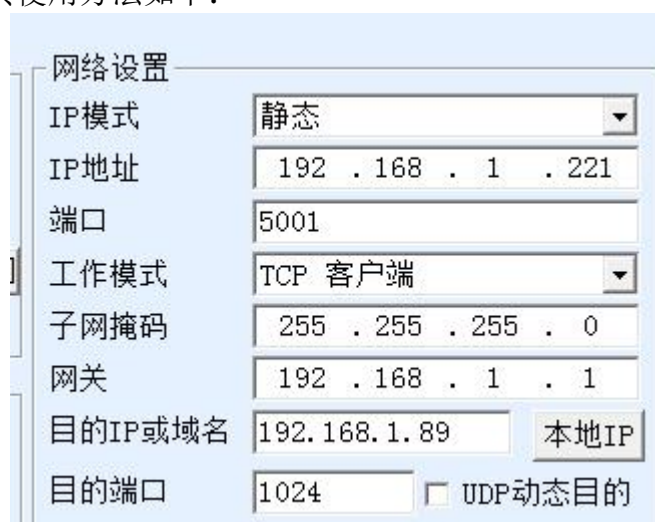 使用方法如下:
网络设置
IP模式 静态
IP地址 192 . 168 . 1 . 221
端口 5001
工作模式 TCP 客户端
子网掩码 255 . 255 . 255 . 0
网关 192 . 168 . 1 . 1
目的IP或域名 192.168.1.89 本地IP
目的端口 1024 UDP动态目的